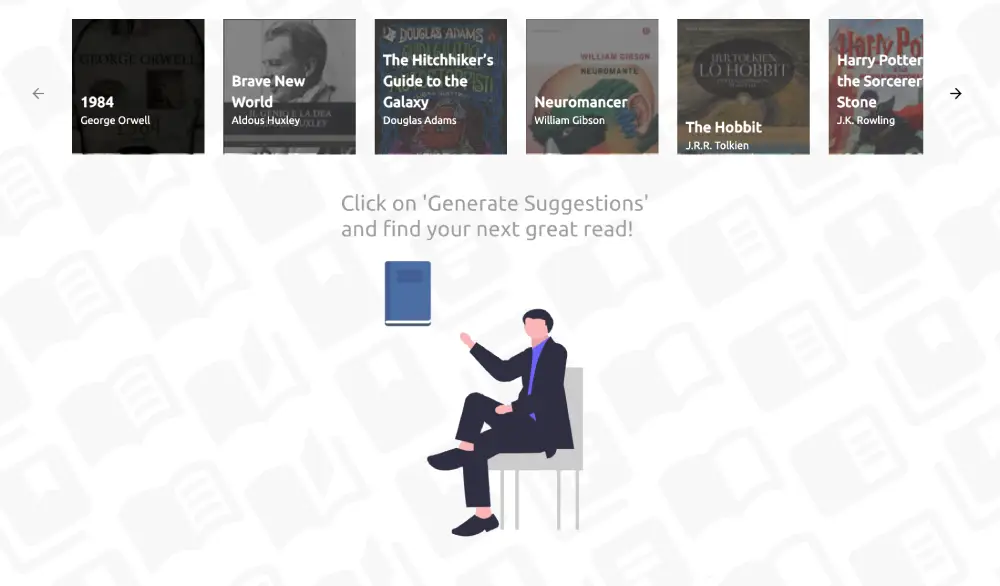 GEORGE ORWELL
1984
George Orwell
Brave New
World
Aldous Huxley
DOUGLAS ADAMS
The Hitchhiker's
Guide to the
Galaxy
Douglas Adams
WILLIAM GIBSON
NEUROMANTE
Neuromancer
William Gibson
LO HOBBIT
The Hobbit
J.R.R. Tolkien
Harry Po
Harry Potter
the Sorcerer
Stone
J.K. Rowling
Click on 'Generate Suggestions'
and find your next great read!